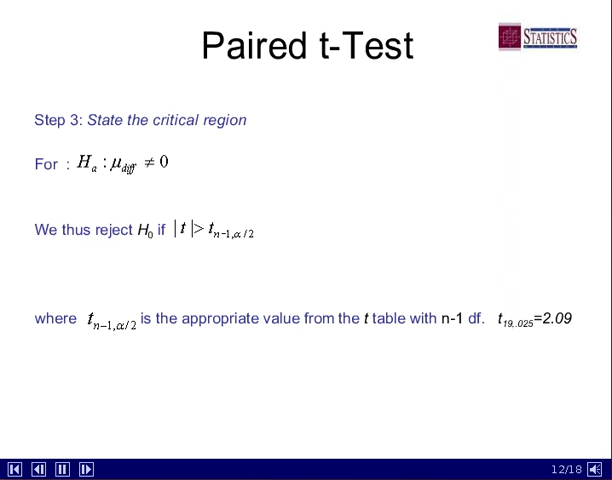 Paired t-Test
STATISTICS
Step 3: State the critical region
For : Hₐ : μ_diff ≠ 0
We thus reject H₀ if | t |> t_{n−1,α/2}
where t_{n−1,α/2} is the appropriate value from the t table with n-1 df. t_{19,.025}=2.09
12/18